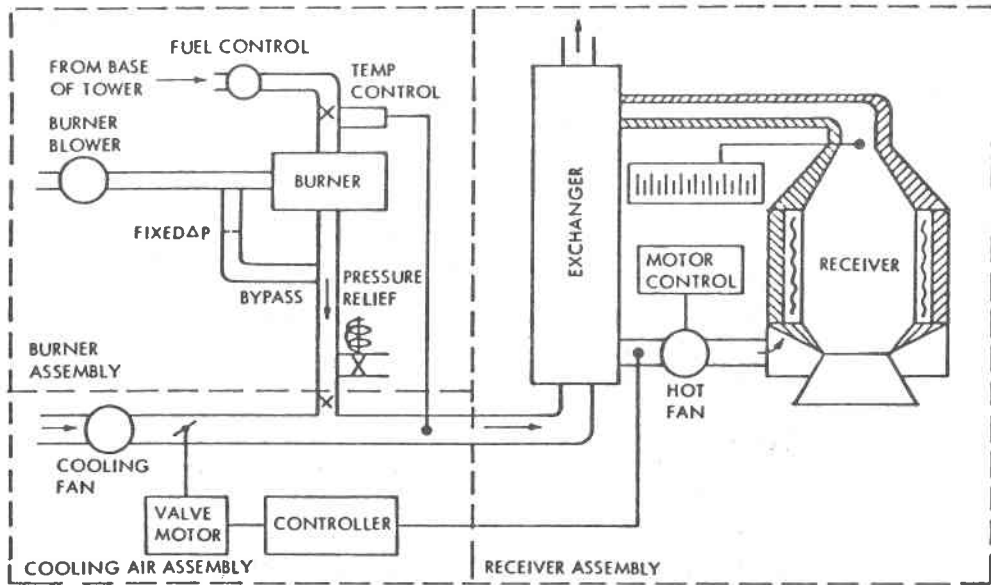 FUEL CONTROL
FROM BASE
OF TOWER
TEMP
CONTROL
BURNER
BLOWER
BURNER
FIXEDΔP
BYPASS
PRESSURE
RELIEF
BURNER
ASSEMBLY
COOLING
FAN
VALVE
MOTOR
CONTROLLER
COOLING AIR ASSEMBLY
EXCHANGER
MOTOR
CONTROL
RECEIVER
HOT
FAN
RECEIVER ASSEMBLY